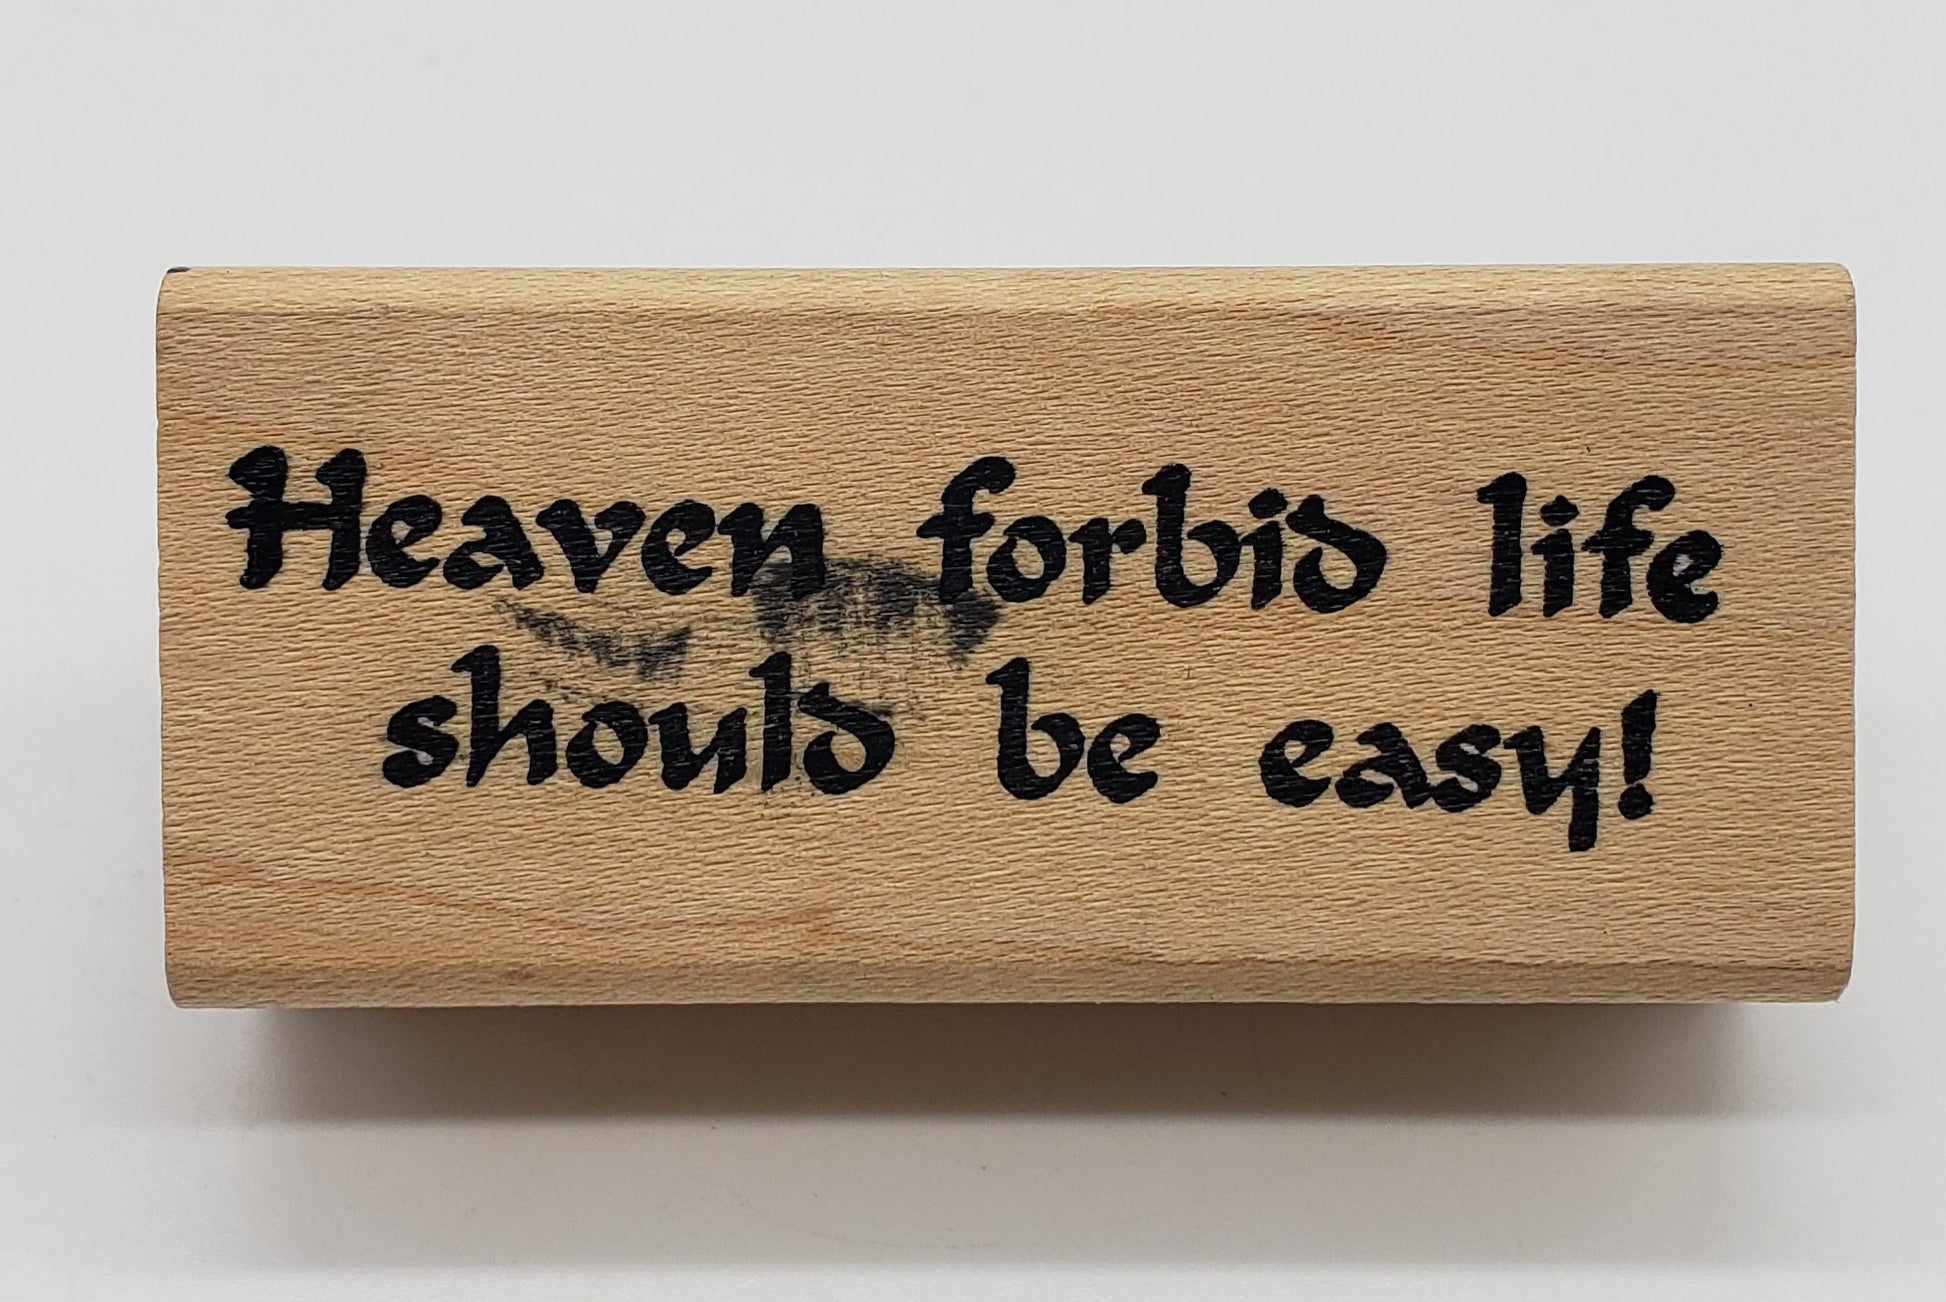 Heaven forbid life
should be easy!